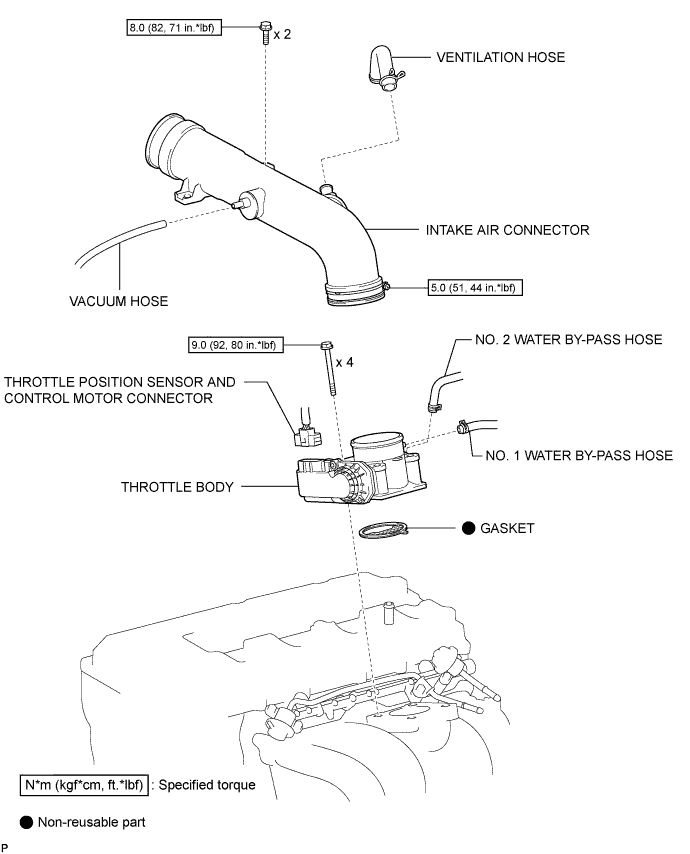 8.0 (82, 71 in.*lbf)
x 2
VENTILATION HOSE
INTAKE AIR CONNECTOR
5.0 (51, 44 in.*lbf)
VACUUM HOSE
9.0 (92, 80 in.*lbf)
x 4
NO. 2 WATER BY-PASS HOSE
THROTTLE POSITION SENSOR AND
CONTROL MOTOR CONNECTOR
NO. 1 WATER BY-PASS HOSE
THROTTLE BODY
GASKET
N*m (kgf*cm, ft.*lbf) : Specified torque
Non-reusable part
P